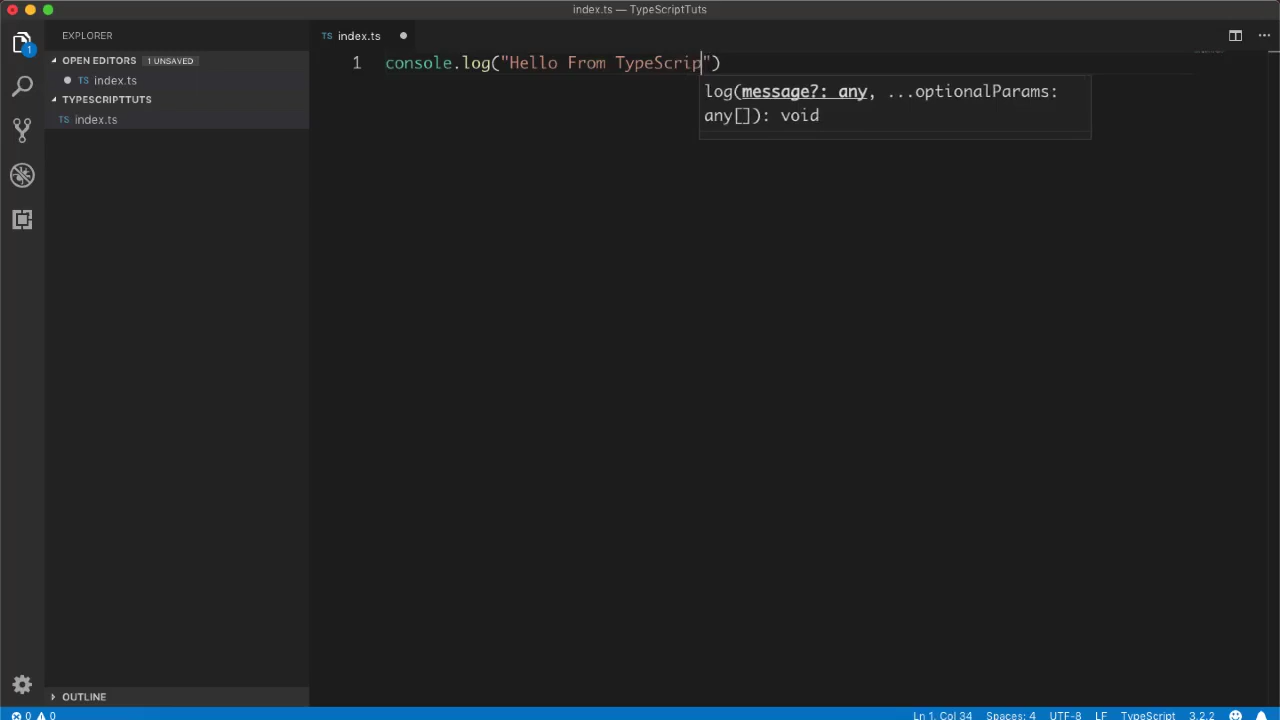 index.ts — TypeScriptTuts
EXPLORER
OPEN EDITORS 1 UNSAVED
TS index.ts
TYPESCRIPTTUTS
TS index.ts
OUTLINE
1
TS index.ts
1 console.log("Hello From TypeScrip")
log(message?: any, ...optionalParams:
any[]): void
0 0
Ln 1, Col 34 Spaces: 4 UTF-8 LF TypeScript 3.2.2